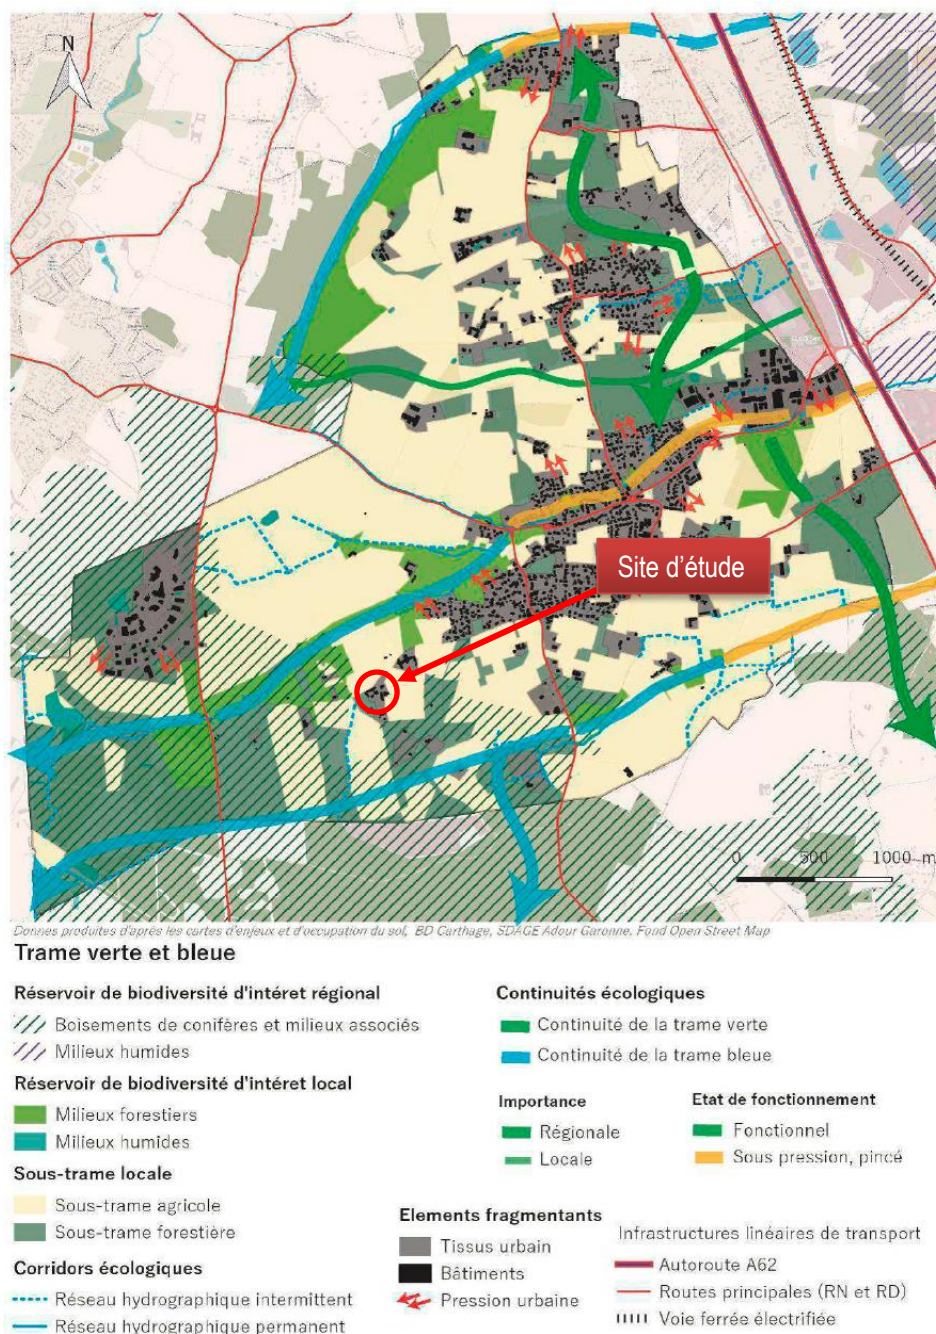 N
Site d'étude
0 500 1000 m
Donnes produites d'après les cartes d'enjeux et d'occupation du sol, BD Carthage, SDAGE Adour Garonne, Fond Open Street Map
Trame verte et bleue
Réservoir de biodiversité d'intéret régional
Boisements de conifères et milieux associés
Milieux humides
Réservoir de biodiversité d'intéret local
Milieux forestiers
Milieux humides
Sous-trame locale
Sous-trame agricole
Sous-trame forestière
Corridors écologiques
Réseau hydrographique intermittent
Réseau hydrographique permanent
Continuités écologiques
Continuité de la trame verte
Continuité de la trame bleue
Importance
Régionale
Locale
Etat de fonctionnement
Fonctionnel
Sous pression, pincé
Elements fragmentants
Tissus urbain
Bâtiments
Pression urbaine
Infrastructures linéaires de transport
Autoroute A62
Routes principales (RN et RD)
Voie ferrée électrifiée